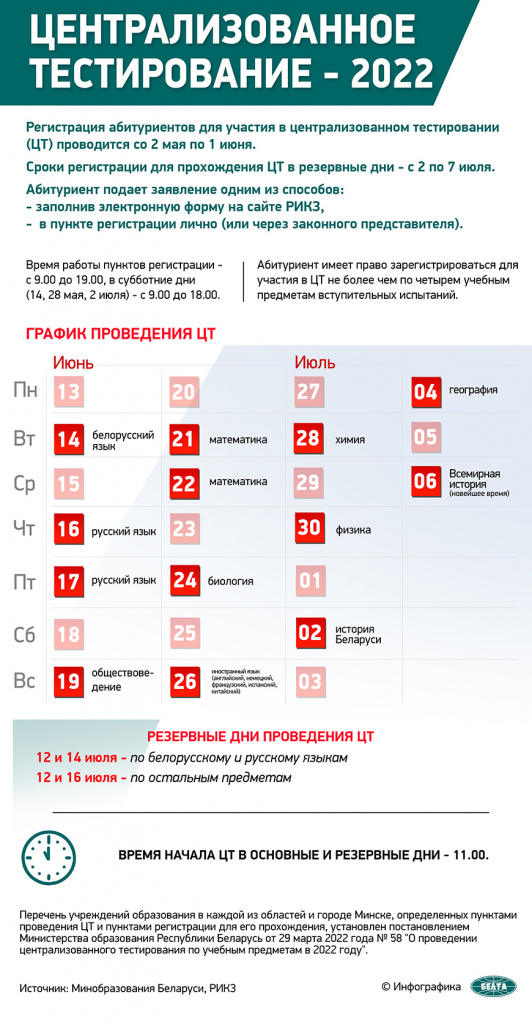 ЦЕНТРАЛИЗОВАННОЕ
ТЕСТИРОВАНИЕ - 2022
Регистрация абитуриентов для участия в централизованном тестировании
(ЦТ) проводится со 2 мая по 1 июня.
Сроки регистрации для прохождения ЦТ в резервные дни - с 2 по 7 июля.
Абитуриент подает заявление одним из способов:
- заполнив электронную форму на сайте РИКЗ,
- в пункте регистрации лично (или через законного представителя).
Время работы пунктов регистрации -
с 9.00 до 19.00, в субботние дни
(14, 28 мая, 2 июля) - с 9.00 до 18.00.
Абитуриент имеет право зарегистрироваться для
участия в ЦТ не более чем по четырем учебным
предметам вступительных испытаний.
ГРАФИК ПРОВЕДЕНИЯ ЦТ
Июнь Июль
Пн 13 20 27 04 география
Вт 14 белорусский
язык
21 математика 28 химия 05
Ср 15 22 математика 29 06 Всемирная
история
(новейшее время)
Чт 16 русский язык 23 30 физика
Пт 17 русский язык 24 биология 01
Сб 18 25 02 история
Беларуси
Вс 19 обществове-
дение
26 иностранный язык
(английский, немецкий,
французский, испанский,
китайский)
03
РЕЗЕРВНЫЕ ДНИ ПРОВЕДЕНИЯ ЦТ
12 и 14 июля - по белорусскому и русскому языкам
12 и 16 июля - по остальным предметам
ВРЕМЯ НАЧАЛА ЦТ В ОСНОВНЫЕ И РЕЗЕРВНЫЕ ДНИ - 11.00.
Перечень учреждений образования в каждой из областей и городе Минске, определенных пунктами
проведения ЦТ и пунктами регистрации для его прохождения, установлен постановлением
Министерства образования Республики Беларусь от 29 марта 2022 года № 58 "О проведении
централизованного тестирования по учебным предметам в 2022 году".
Источник: Минобразования Беларуси, РИКЗ
© Инфографика БЕЛТА